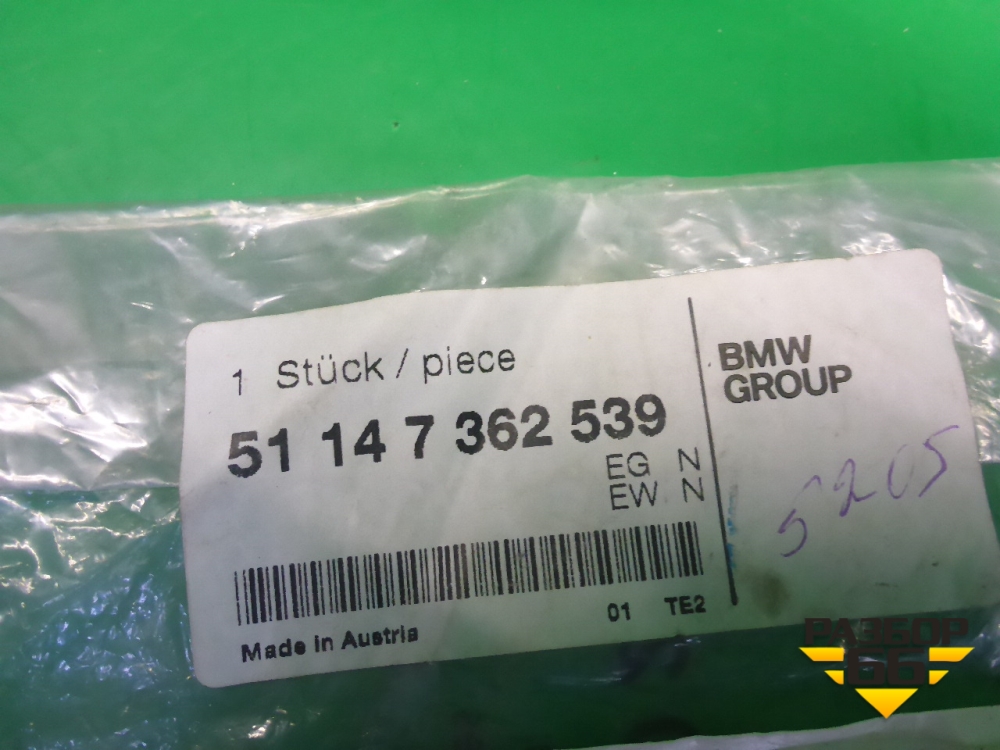 1 Stück / piece
51 14 7 362 539
EG N
EW N
01 TE2
Made in Austria
BMW
GROUP
5205
РАЗБОР
66